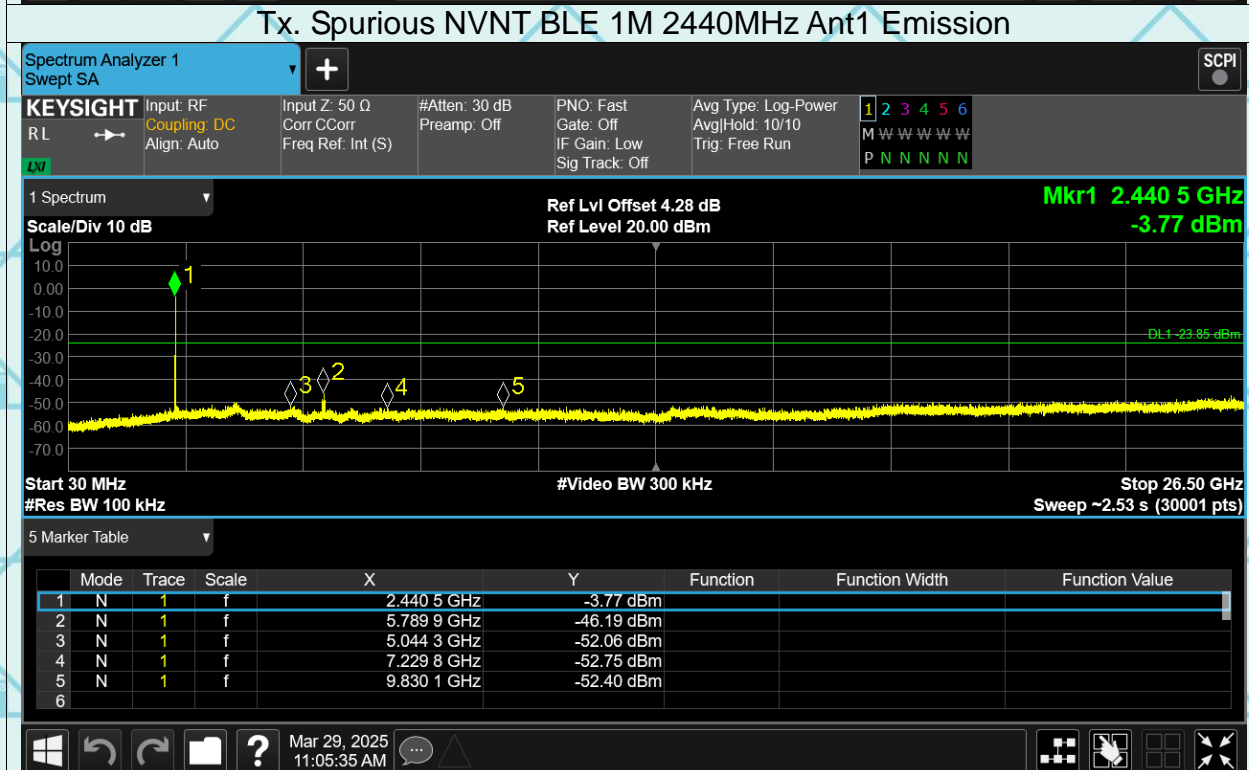 Tx. Spurious NVNT BLE 1M 2440MHz Ant1 Emission
Spectrum Analyzer 1
Swept SA
+
SCPI
KEYSIGHT Input: RF Input Z: 50 Ω #Atten: 30 dB PNO: Fast Avg Type: Log-Power 1 2 3 4 5 6
R L Coupling: DC Corr CCorr Preamp: Off Gate: Off Avg|Hold: 10/10 M W W W W W W
Align: Auto Freq Ref: Int (S) IF Gain: Low Trig: Free Run P N N N N N
LXI Sig Track: Off
1 Spectrum
Ref Lvl Offset 4.28 dB Mkr1 2.440 5 GHz
Scale/Div 10 dB Ref Level 20.00 dBm -3.77 dBm
Log
10.0
0.00
-10.0
-20.0
-30.0
-40.0
-50.0
-60.0
-70.0
1
DL1 -23.85 dBm
3 2 4 5
Start 30 MHz #Video BW 300 kHz Stop 26.50 GHz
#Res BW 100 kHz Sweep ~2.53 s (30001 pts)
5 Marker Table
Mode Trace Scale X Y Function Function Width Function Value
1 N 1 f 2.440 5 GHz -3.77 dBm
2 N 1 f 5.789 9 GHz -46.19 dBm
3 N 1 f 5.044 3 GHz -52.06 dBm
4 N 1 f 7.229 8 GHz -52.75 dBm
5 N 1 f 9.830 1 GHz -52.40 dBm
6
?
Mar 29, 2025
11:05:35 AM